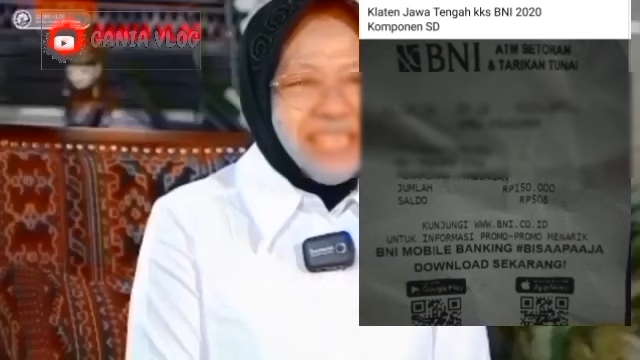 GANIA VLOG
Klaten Jawa Tengah kks BNI 2020
Komponen SD
BNI
ATM SETORAN
& TARIKAN TUNAI
JUMLAH RP150.000
SALDO RP508
KUNJUNGI WWW.BNI.CO.ID
UNTUK INFORMASI PROMO-PROMO MENARIK
BNI MOBILE BANKING #BISAAPAAJA
DOWNLOAD SEKARANG!